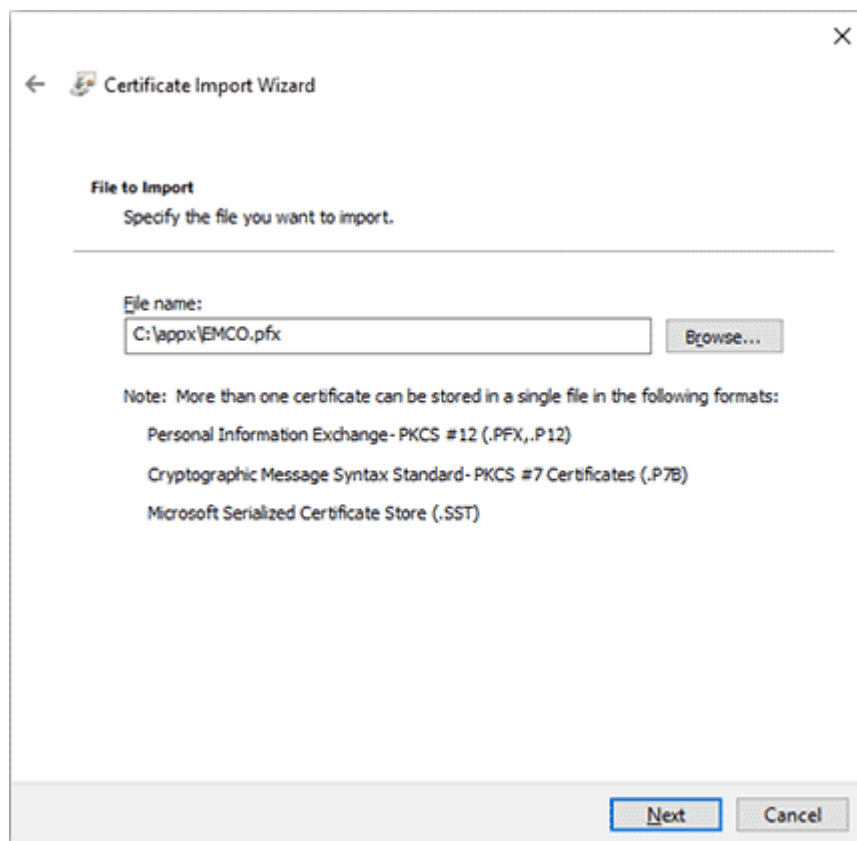 Certificate Import Wizard
File to Import
Specify the file you want to import.
File name:
C:\appx\EMCO.pfx
Browse...
Note: More than one certificate can be stored in a single file in the following formats:
Personal Information Exchange- PKCS #12 (.PFX,.P12)
Cryptographic Message Syntax Standard- PKCS #7 Certificates (.P7B)
Microsoft Serialized Certificate Store (.SST)
Next
Cancel